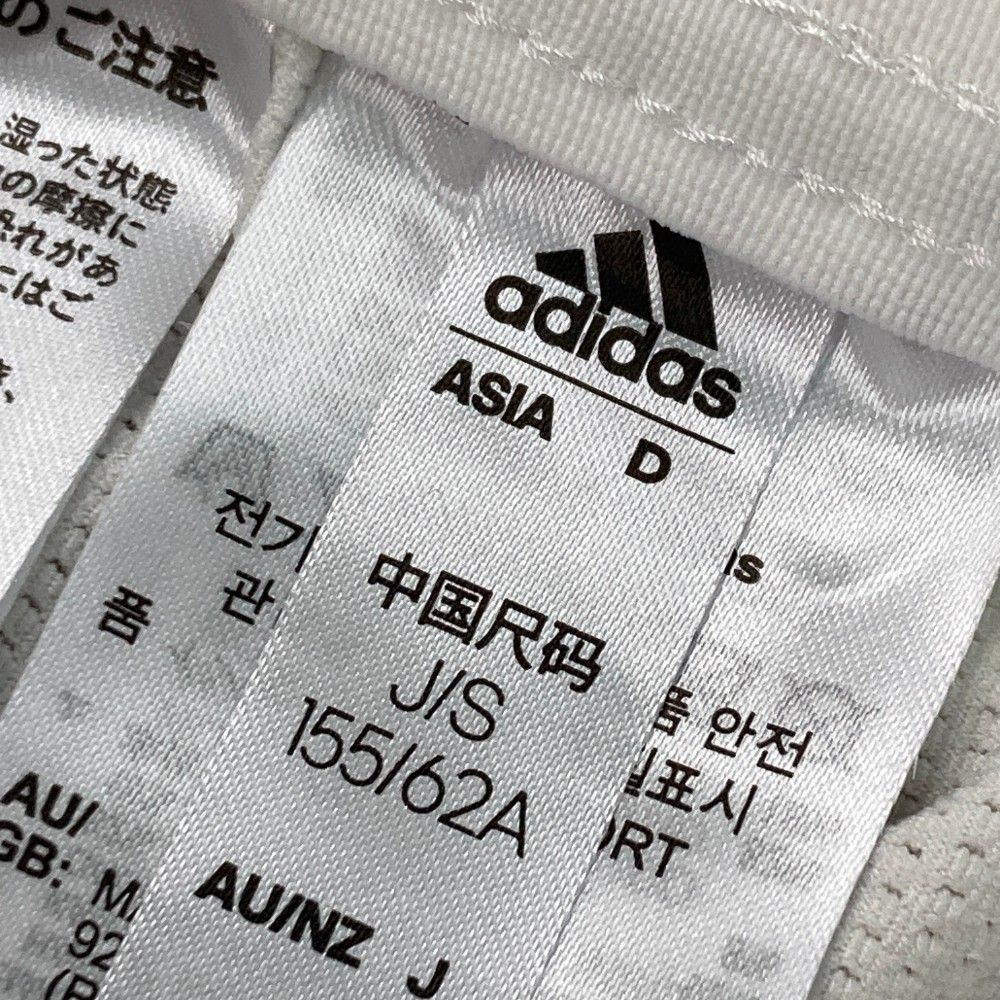 のご注意
湿った状態
の摩擦に
恐れがあ
にはご
adidas
ASIA D
中国尺码
J/S
155/62A
AU/NZ J
전기
관
품
AU/
GB:
92
품 안전
표시